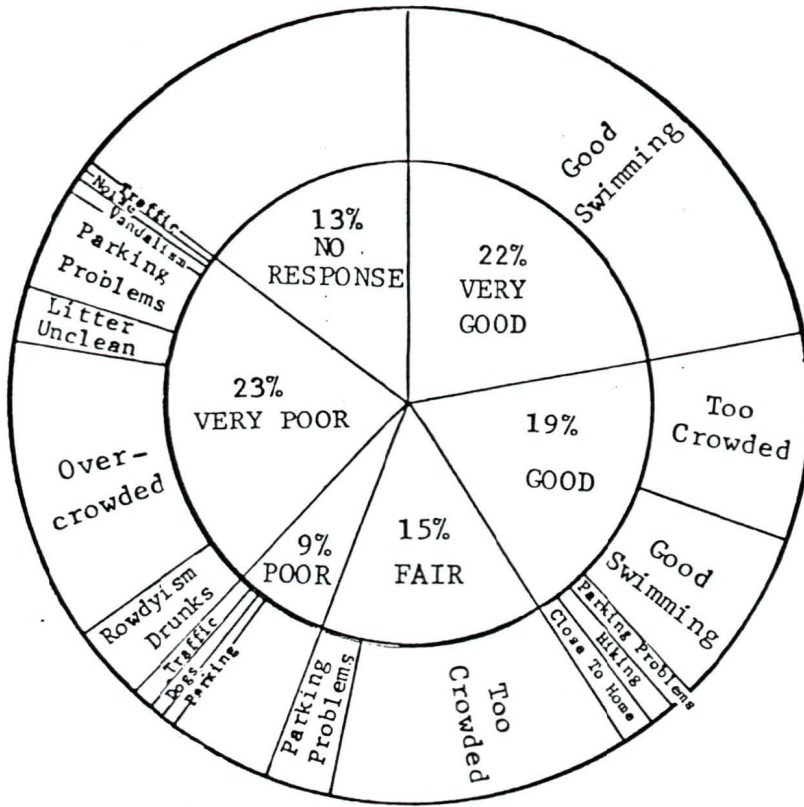 Good
Swimming
22%
VERY
GOOD
Too
Crowded
19%
GOOD
Good
Swimming
Parking Problems
Hiking
Close To Home
15%
FAIR
Too
Crowded
Parking
Problems
9%
POOR
Parking
Dogs
Traffic
Rowdyism
Drunks
23%
VERY POOR
Over-
crowded
Litter
Unclean
Parking
Problems
Vandalism
Noise
Traffic
13%
NO
RESPONSE